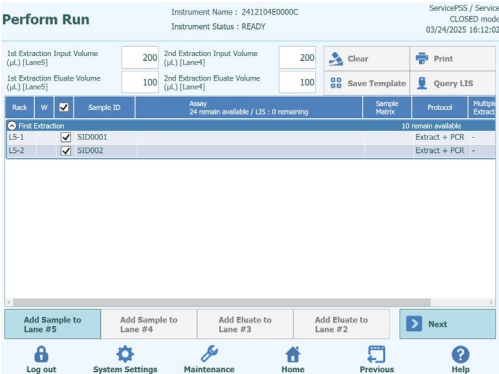 Perform Run
Instrument Name : 2412104E0000C
Instrument Status : READY
ServicePSS / Service
CLOSED mode
03/24/2025 16:12:02
1st Extraction Input Volume (μL) [Lane5]
200
2nd Extraction Input Volume (μL) [Lane4]
200
Clear
Print
1st Extraction Eluate Volume (μL) [Lane5]
100
2nd Extraction Eluate Volume (μL) [Lane4]
100
Save Template
Query LIS
Rack W Sample ID Assay 24 remain available / LIS : 0 remaining Sample Matrix Protocol Multiple Extract
First Extraction 10 remain available
L5-1 SID0001 Extract + PCR -
L5-2 SID002 Extract + PCR -
Add Sample to Lane #5
Add Sample to Lane #4
Add Eluate to Lane #3
Add Eluate to Lane #2
Next
Log out
System Settings
Maintenance
Home
Previous
Help